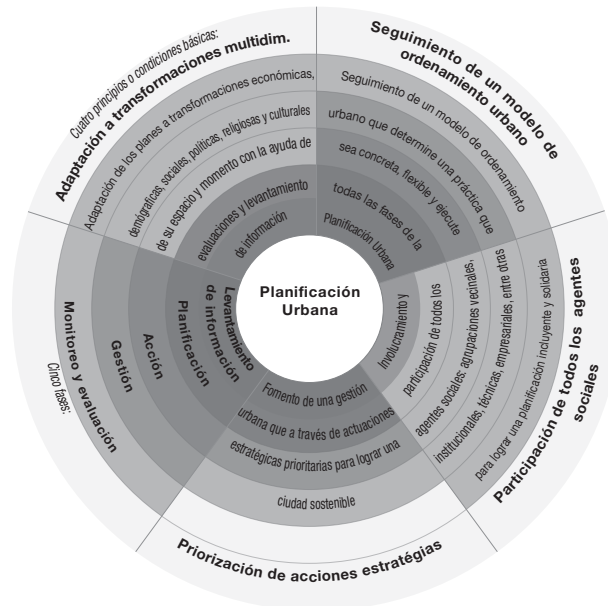 Cuatro principios o condiciones básicas:
Adaptación a transformaciones multidim.
Adaptación de los planes a transformaciones económicas,
demógraficas, sociales, políticas, religiosas y culturales
de su espacio y momento con la ayuda de
evaluaciones y levantamiento
de información
Seguimiento de un modelo de
ordenamiento urbano
Seguimiento de un modelo de ordenamiento
urbano que determine una práctica que
sea concreta, flexible y ejecute
todas las fases de la
Planificación Urbana
Participación de todos los agentes
sociales
Involucramiento y
participación de todos los
agentes sociales: agrupaciones vecinales,
institucionales, técnicas, empresariales, entre otras
para lograr una planificación incluyente y solidaria
Priorización de acciones estratégias
Fomento de una gestión
urbana que a través de actuaciones
estratégicas prioritarias para lograr una
ciudad sostenible
Cinco fases:
Monitoreo y evaluación
Gestión
Acción
Planificación
Levantamiento
de información
Planificación
Urbana